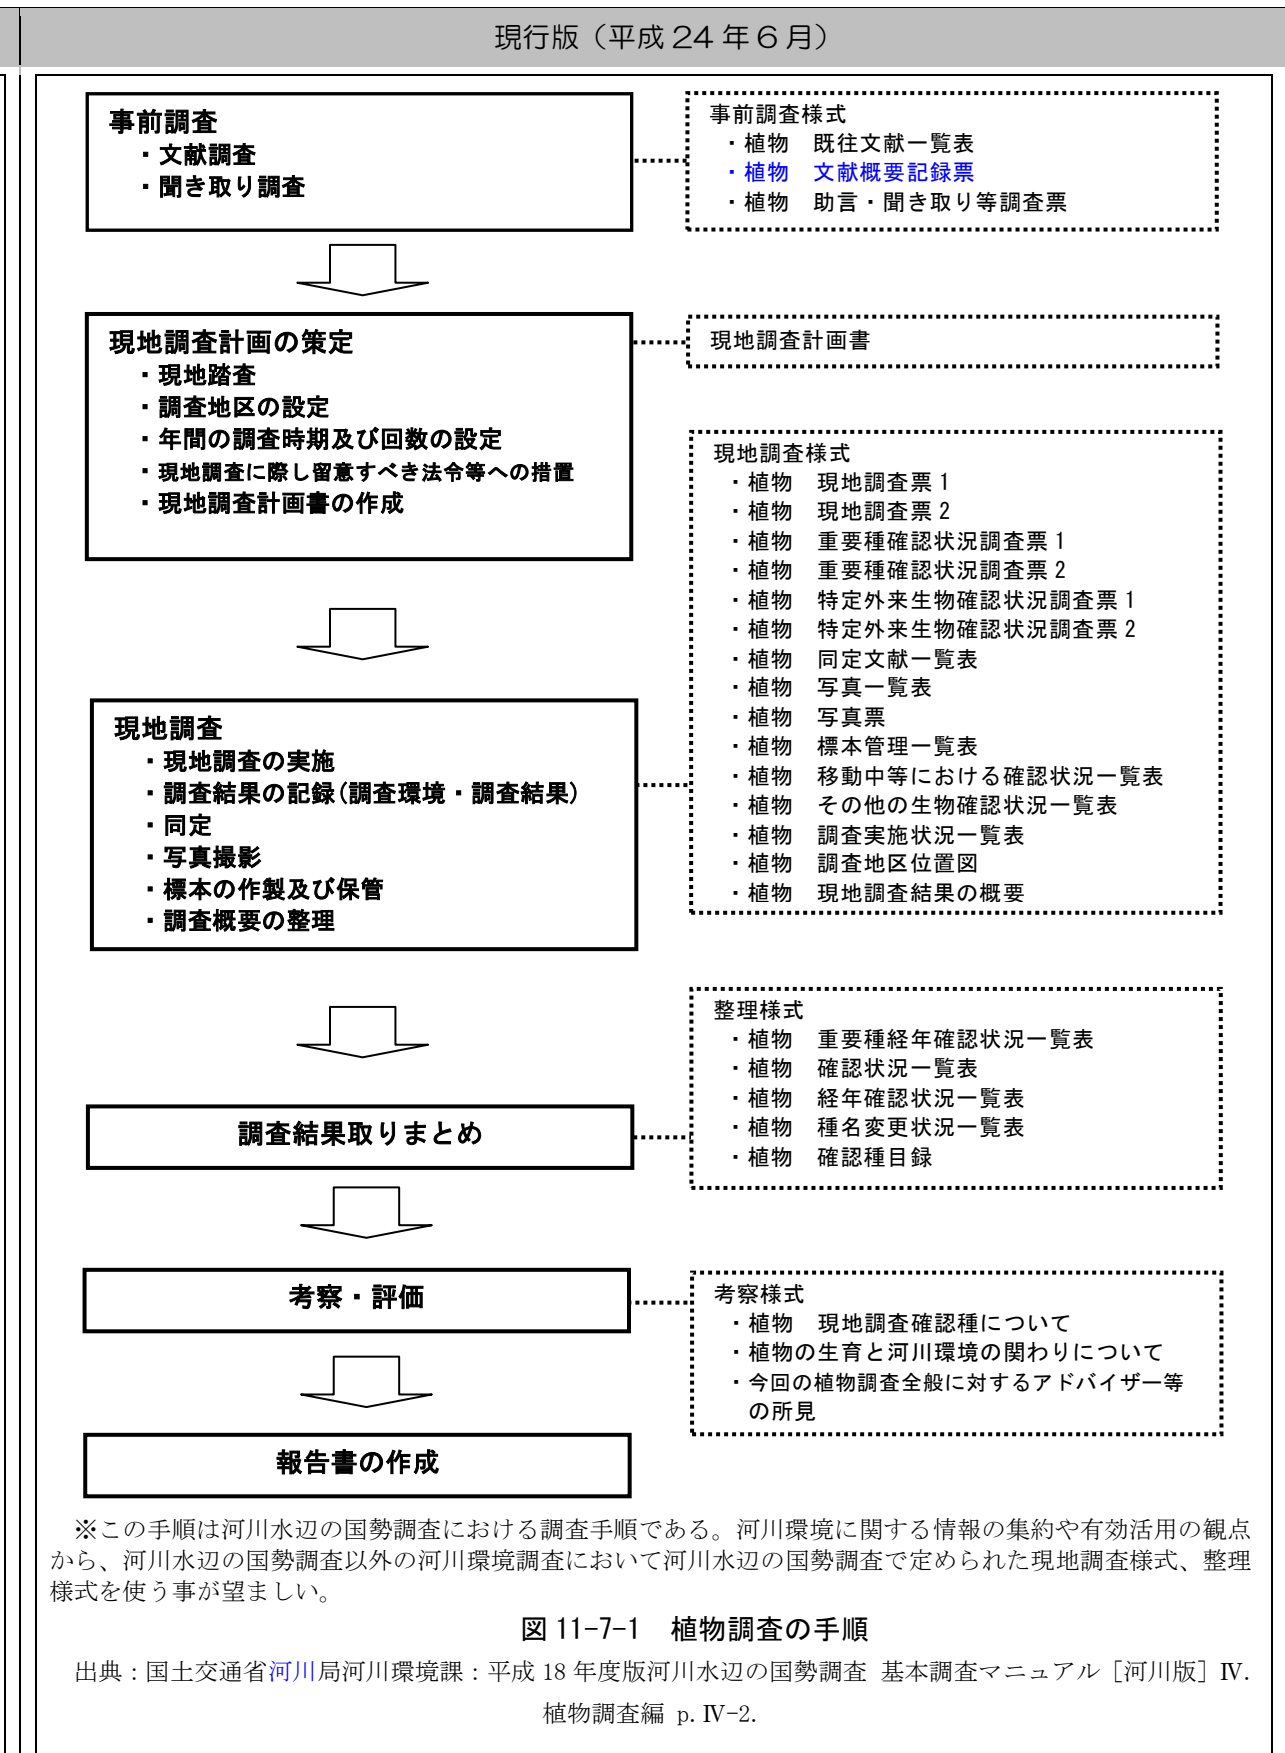 現行版（平成24年6月）
事前調査
・文献調査
・聞き取り調査
事前調査様式
・植物　既往文献一覧表
・植物　文献概要記録票
・植物　助言・聞き取り等調査票
現地調査計画の策定
・現地踏査
・調査地区の設定
・年間の調査時期及び回数の設定
・現地調査に際し留意すべき法令等への措置
・現地調査計画書の作成
現地調査計画書
現地調査様式
・植物　現地調査票1
・植物　現地調査票2
・植物　重要種確認状況調査票1
・植物　重要種確認状況調査票2
・植物　特定外来生物確認状況調査票1
・植物　特定外来生物確認状況調査票2
・植物　同定文献一覧表
・植物　写真一覧表
・植物　写真票
・植物　標本管理一覧表
・植物　移動中等における確認状況一覧表
・植物　その他の生物確認状況一覧表
・植物　調査実施状況一覧表
・植物　調査地区位置図
・植物　現地調査結果の概要
現地調査
・現地調査の実施
・調査結果の記録(調査環境・調査結果)
・同定
・写真撮影
・標本の作製及び保管
・調査概要の整理
整理様式
・植物　重要種経年確認状況一覧表
・植物　確認状況一覧表
・植物　経年確認状況一覧表
・植物　種名変更状況一覧表
・植物　確認種目録
調査結果取りまとめ
考察・評価
考察様式
・植物　現地調査確認種について
・植物の生育と河川環境の関わりについて
・今回の植物調査全般に対するアドバイザー等
の所見
報告書の作成
※この手順は河川水辺の国勢調査における調査手順である。河川環境に関する情報の集約や有効活用の観点
から、河川水辺の国勢調査以外の河川環境調査において河川水辺の国勢調査で定められた現地調査様式、整理
様式を使う事が望ましい。
図 11-7-1　植物調査の手順
出典：国土交通省河川局河川環境課：平成 18 年度版河川水辺の国勢調査 基本調査マニュアル［河川版］Ⅳ.
植物調査編 p.Ⅳ-2.